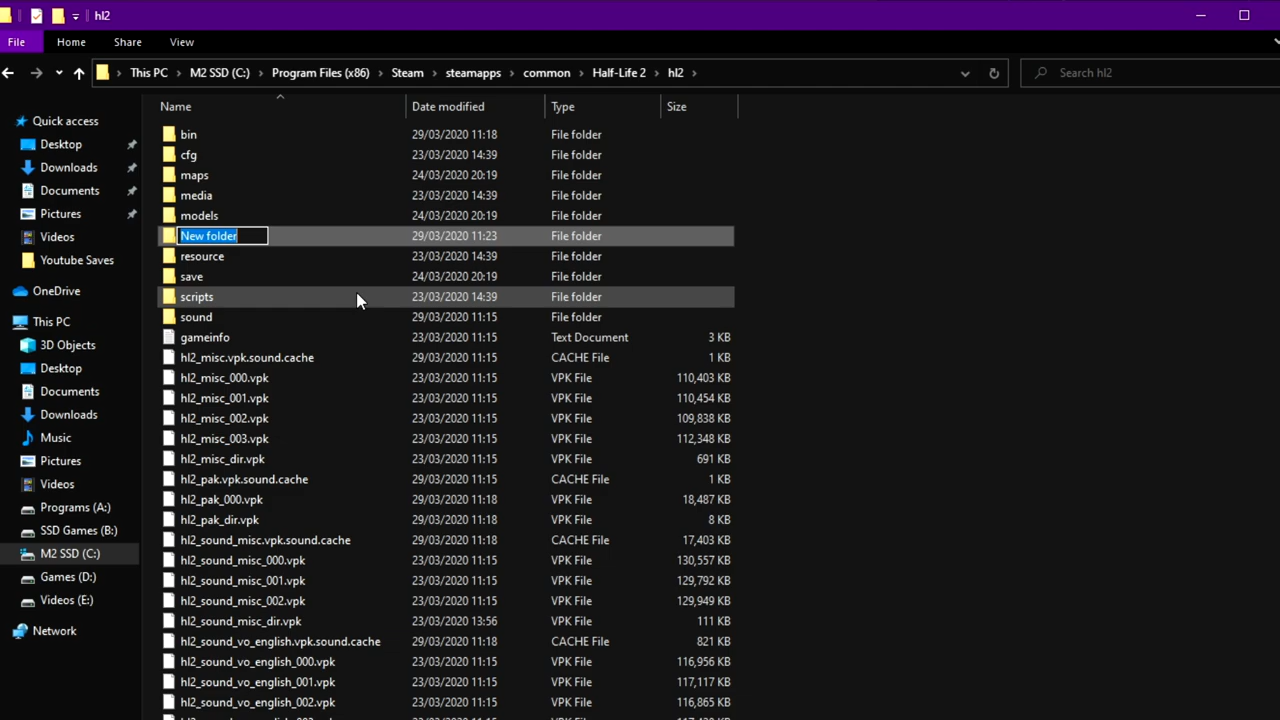 hl2
File Home Share View
This PC > M2 SSD (C:) > Program Files (x86) > Steam > steamapps > common > Half-Life 2 > hl2 >
Search hl2
Name Date modified Type Size
Quick access
Desktop
Downloads
Documents
Pictures
Videos
Youtube Saves
OneDrive
This PC
3D Objects
Desktop
Documents
Downloads
Music
Pictures
Videos
Programs (A:)
SSD Games (B:)
M2 SSD (C:)
Games (D:)
Videos (E:)
Network
bin 29/03/2020 11:18 File folder
cfg 23/03/2020 14:39 File folder
maps 24/03/2020 20:19 File folder
media 23/03/2020 14:39 File folder
models 24/03/2020 20:19 File folder
New folder 29/03/2020 11:23 File folder
resource 23/03/2020 14:39 File folder
save 24/03/2020 20:19 File folder
scripts 23/03/2020 14:39 File folder
sound 29/03/2020 11:15 File folder
gameinfo 23/03/2020 11:15 Text Document 3 KB
hl2_misc.vpk.sound.cache 29/03/2020 11:15 CACHE File 1 KB
hl2_misc_000.vpk 23/03/2020 11:15 VPK File 110,403 KB
hl2_misc_001.vpk 23/03/2020 11:15 VPK File 110,454 KB
hl2_misc_002.vpk 23/03/2020 11:15 VPK File 109,838 KB
hl2_misc_003.vpk 23/03/2020 11:15 VPK File 112,348 KB
hl2_misc_dir.vpk 23/03/2020 11:15 VPK File 691 KB
hl2_pak.vpk.sound.cache 29/03/2020 11:15 CACHE File 1 KB
hl2_pak_000.vpk 29/03/2020 11:18 VPK File 18,487 KB
hl2_pak_dir.vpk 29/03/2020 11:18 VPK File 8 KB
hl2_sound_misc.vpk.sound.cache 29/03/2020 11:18 CACHE File 17,403 KB
hl2_sound_misc_000.vpk 23/03/2020 11:15 VPK File 130,557 KB
hl2_sound_misc_001.vpk 23/03/2020 11:15 VPK File 129,792 KB
hl2_sound_misc_002.vpk 23/03/2020 11:15 VPK File 129,949 KB
hl2_sound_misc_dir.vpk 23/03/2020 13:56 VPK File 111 KB
hl2_sound_vo_english.vpk.sound.cache 29/03/2020 11:18 CACHE File 821 KB
hl2_sound_vo_english_000.vpk 23/03/2020 11:15 VPK File 116,956 KB
hl2_sound_vo_english_001.vpk 23/03/2020 11:15 VPK File 117,117 KB
hl2_sound_vo_english_002.vpk 23/03/2020 11:15 VPK File 116,865 KB